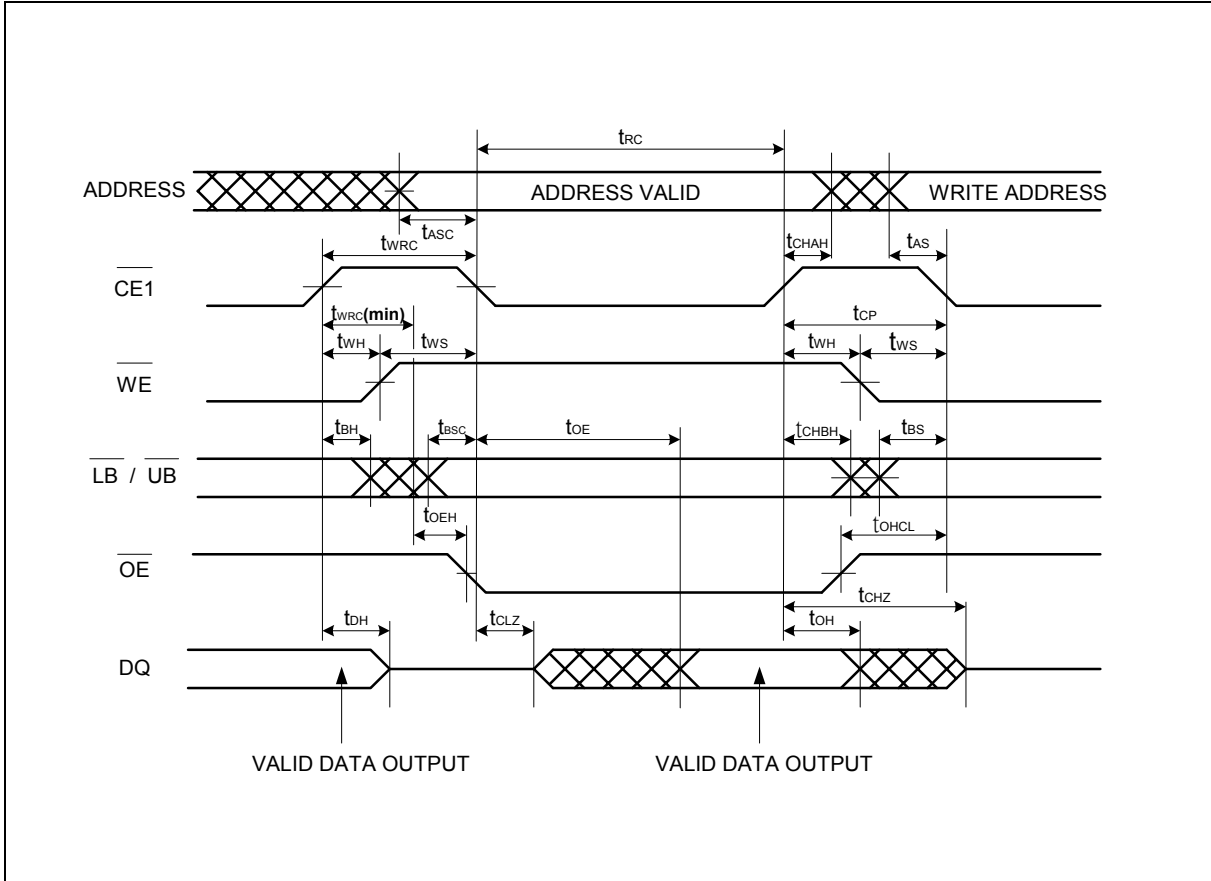 tRC
ADDRESS ADDRESS VALID WRITE ADDRESS
tASC
tWRC tCHAH tAS
CE1
tWRC(min) tCP
tWH tWS tWH tWS
WE
tBH tBSC tOE tCHBH tBS
LB / UB
tOEH tOHCL
OE
tCHZ
tDH tCLZ tOH
DQ
VALID DATA OUTPUT VALID DATA OUTPUT